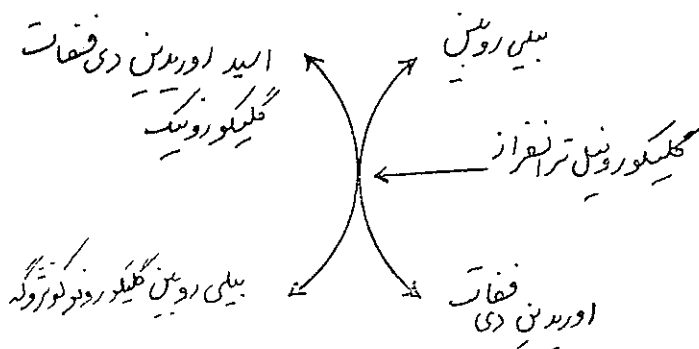 بیلی روبین
اسید اوریدین دی فسفات
گلیکورونیک
گلیکورونیل ترانسفراز
بیلی روبین گلیکورونوکونژوگه
فسفات
اوریدین دی